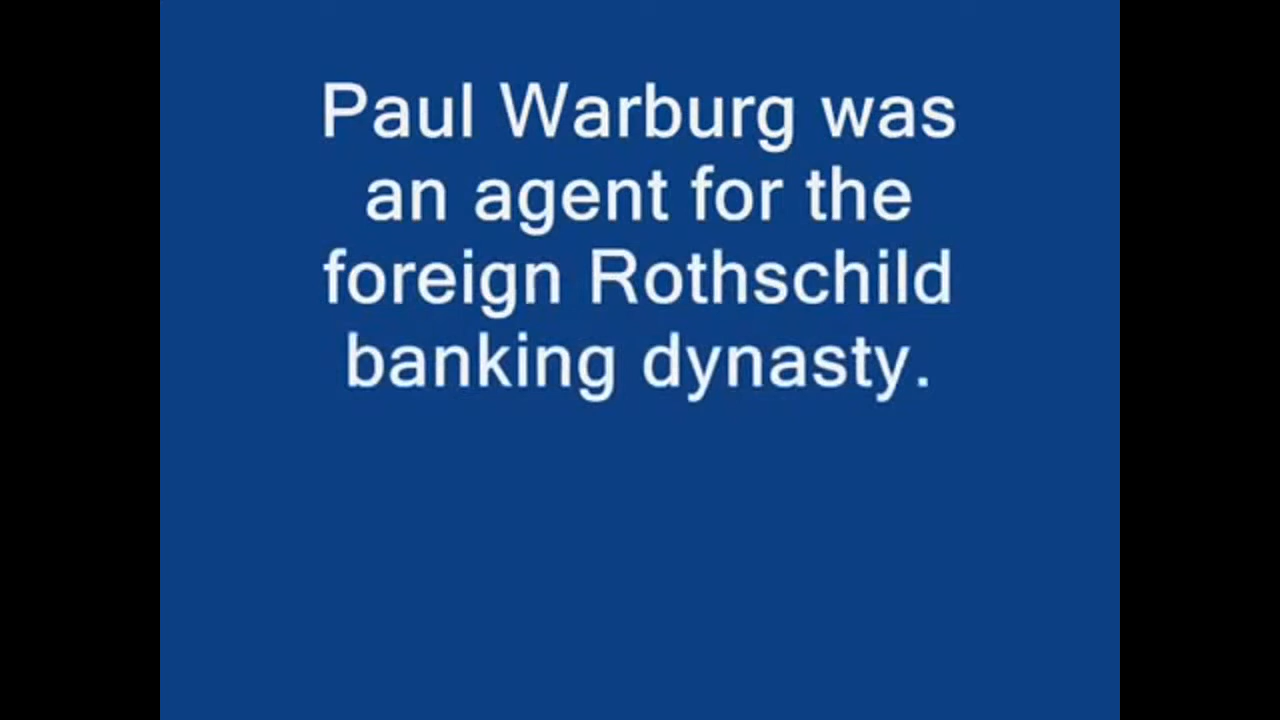 Paul Warburg was
an agent for the
foreign Rothschild
banking dynasty.